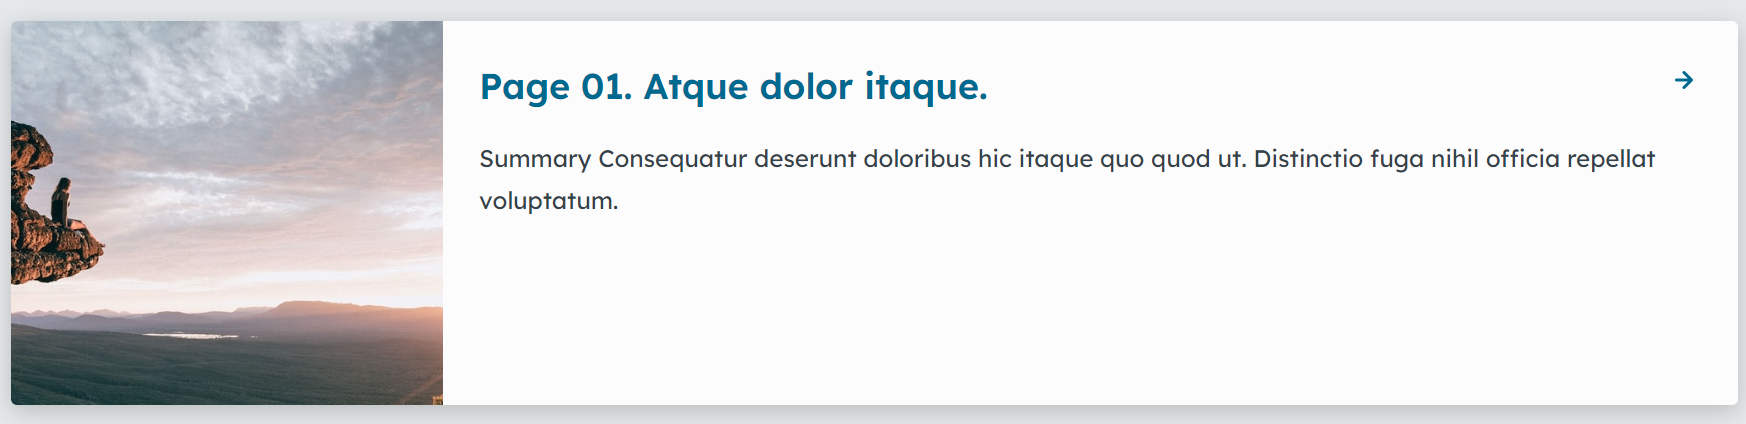 Page 01. Atque dolor itaque.
Summary Consequatur deserunt doloribus hic itaque quo quod ut. Distinctio fuga nihil officia repellat
voluptatum.